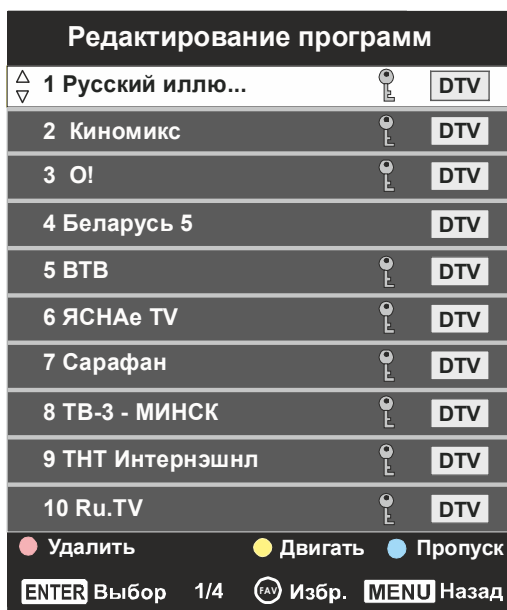 Редактирование программ
1 Русский иллю... DTV
2 Киномикс DTV
3 О! DTV
4 Беларусь 5 DTV
5 ВТВ DTV
6 ЯСНАе TV DTV
7 Сарафан DTV
8 ТВ-3 - МИНСК DTV
9 ТНТ Интернэшнл DTV
10 Ru.TV DTV
Удалить Двигать Пропуск
ENTER Выбор 1/4 FAV Избр. MENU Назад